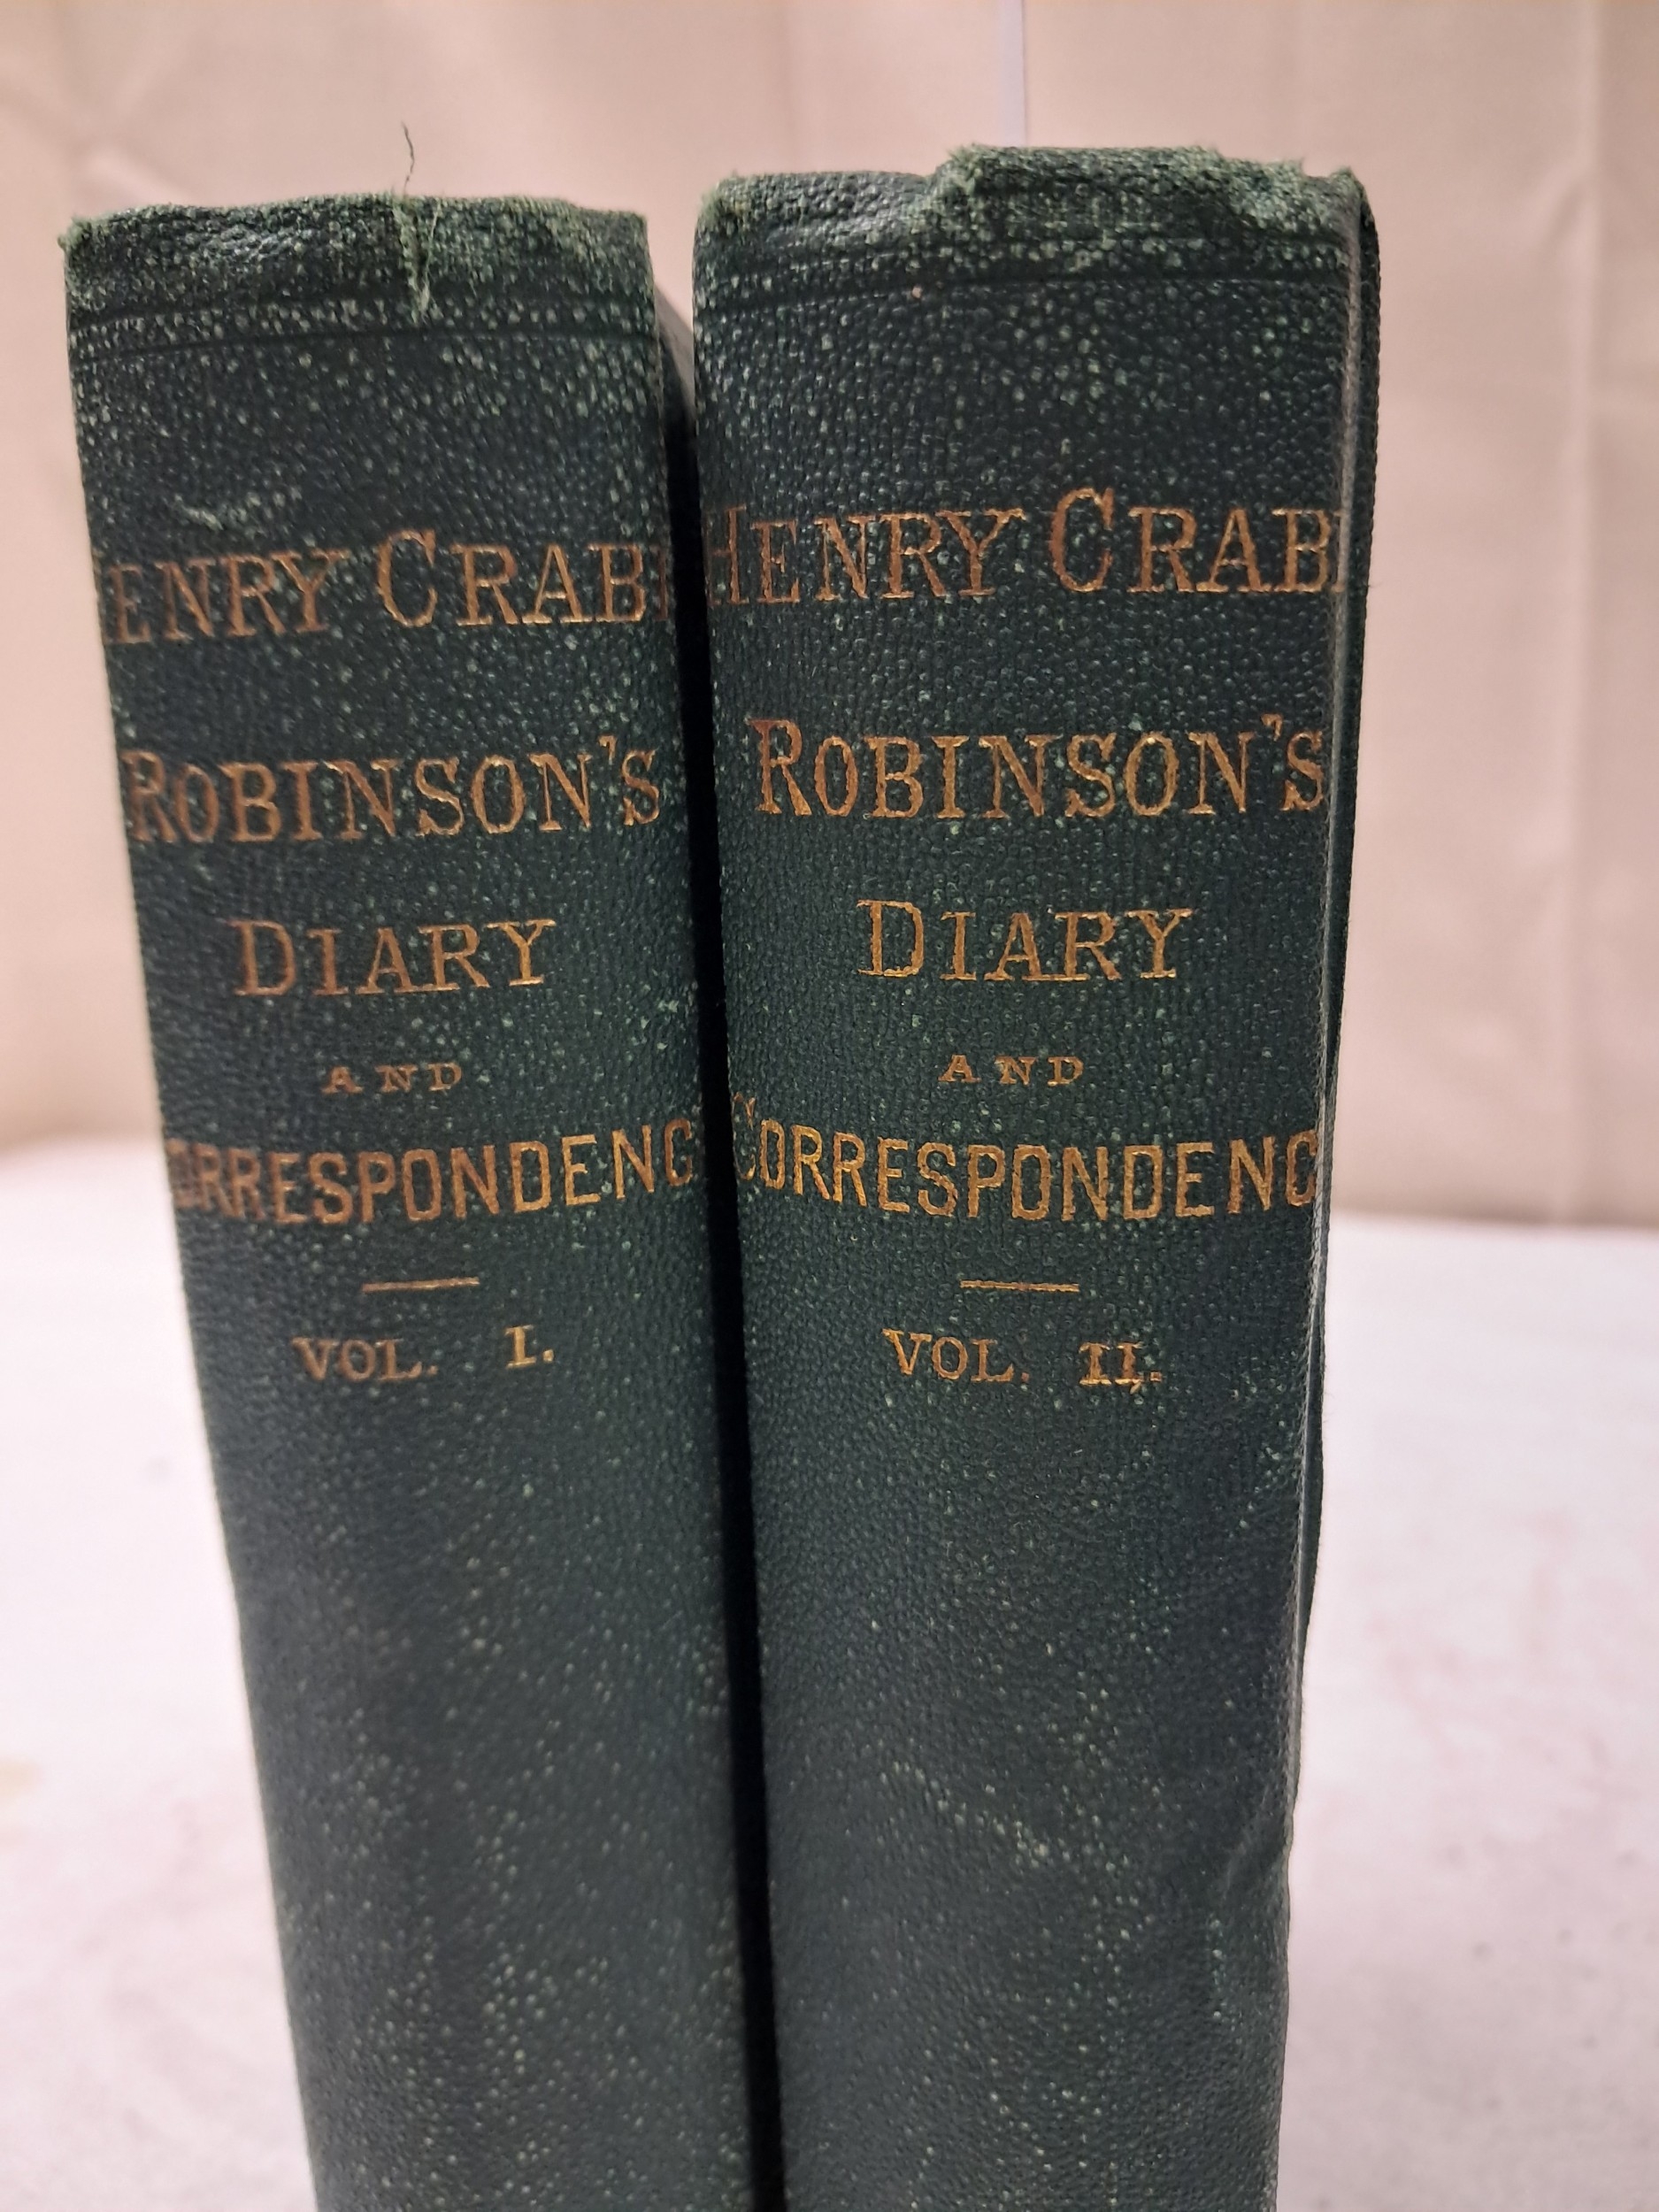 HENRY CRABB
ROBINSON'S
DIARY
AND
CORRESPONDENCE
VOL. I.
HENRY CRABB
ROBINSON'S
DIARY
AND
CORRESPONDENCE
VOL. II.